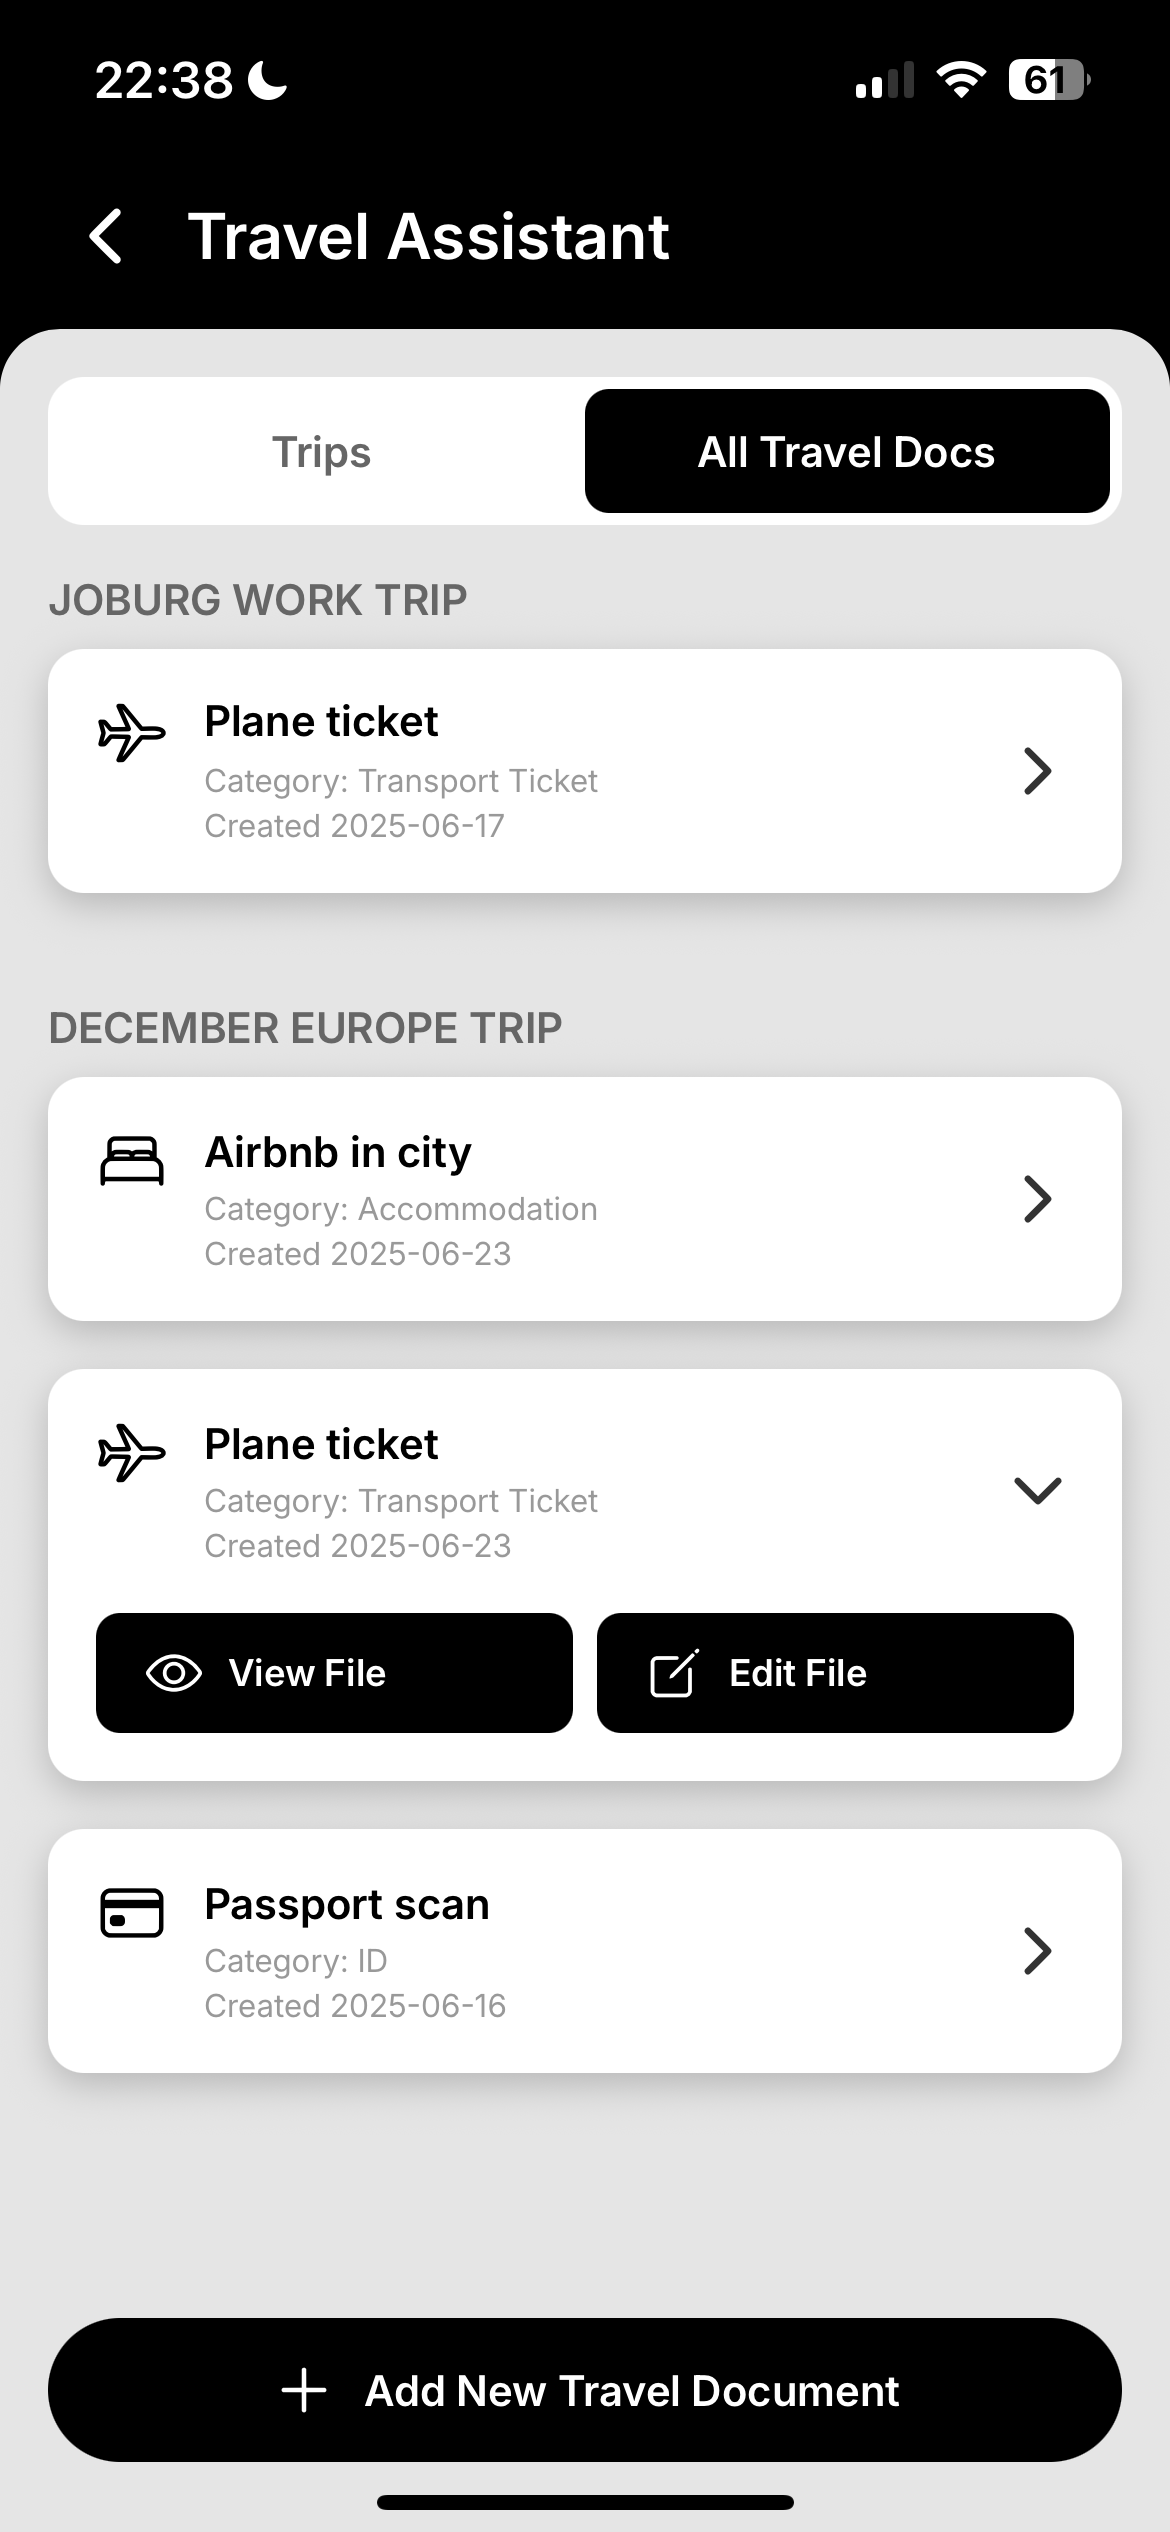 22:38
61
Travel Assistant
Trips
All Travel Docs
JOBURG WORK TRIP
Plane ticket
Category: Transport Ticket
Created 2025-06-17
DECEMBER EUROPE TRIP
Airbnb in city
Category: Accommodation
Created 2025-06-23
Plane ticket
Category: Transport Ticket
Created 2025-06-23
View File
Edit File
Passport scan
Category: ID
Created 2025-06-16
Add New Travel Document